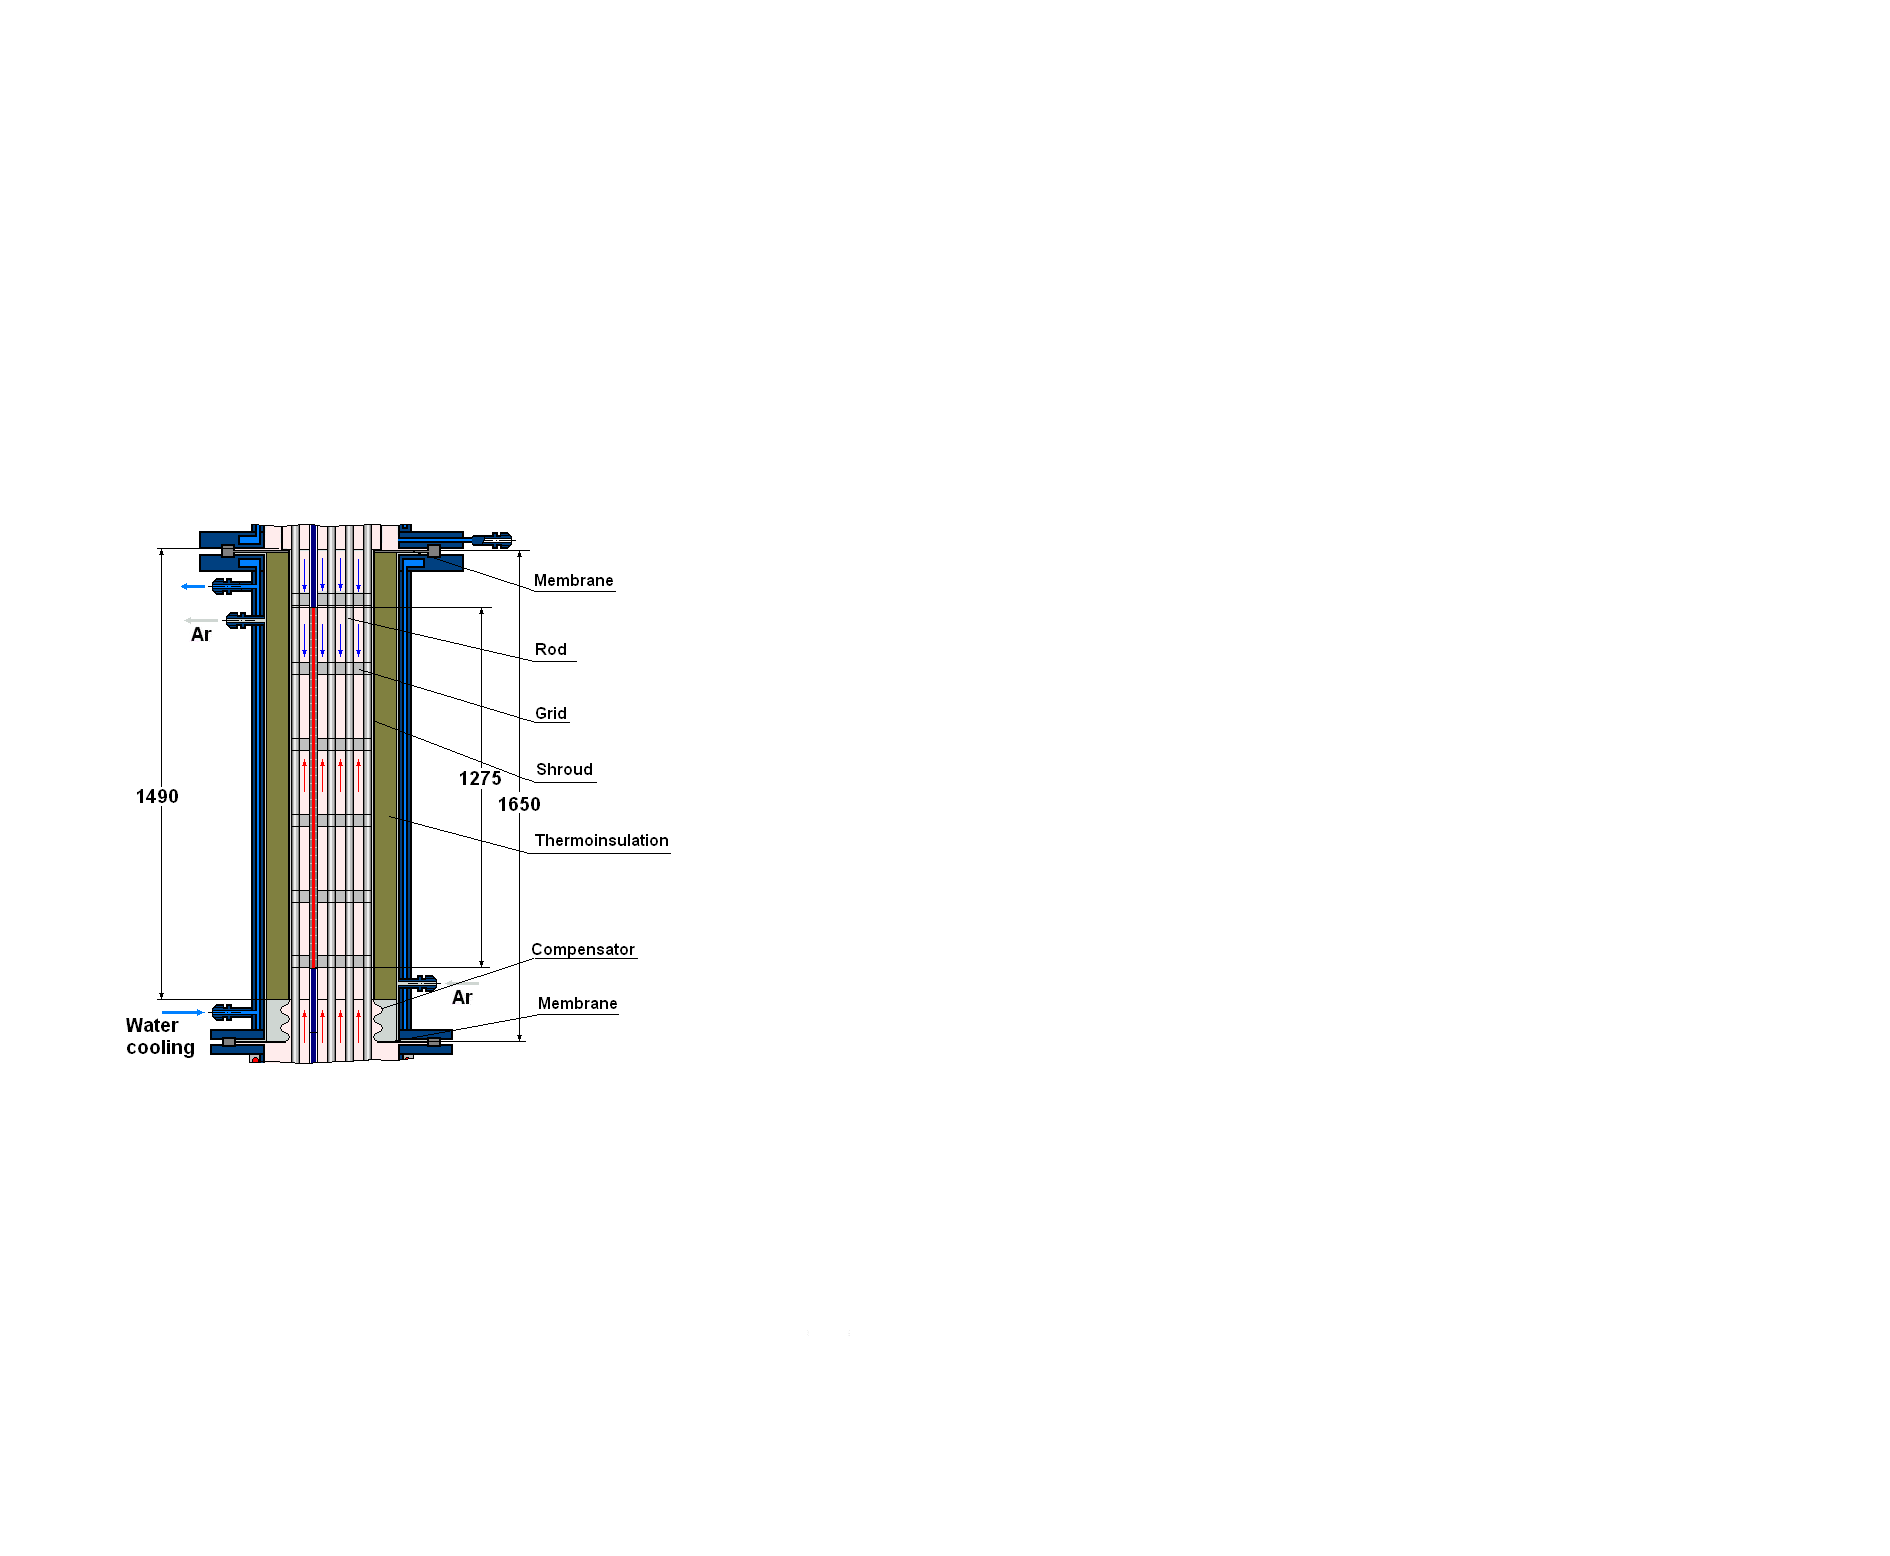 Membrane
Ar
Rod
Grid
Shroud
1275
1490
1650
Thermoinsulation
Compensator
Ar
Membrane
Water
cooling